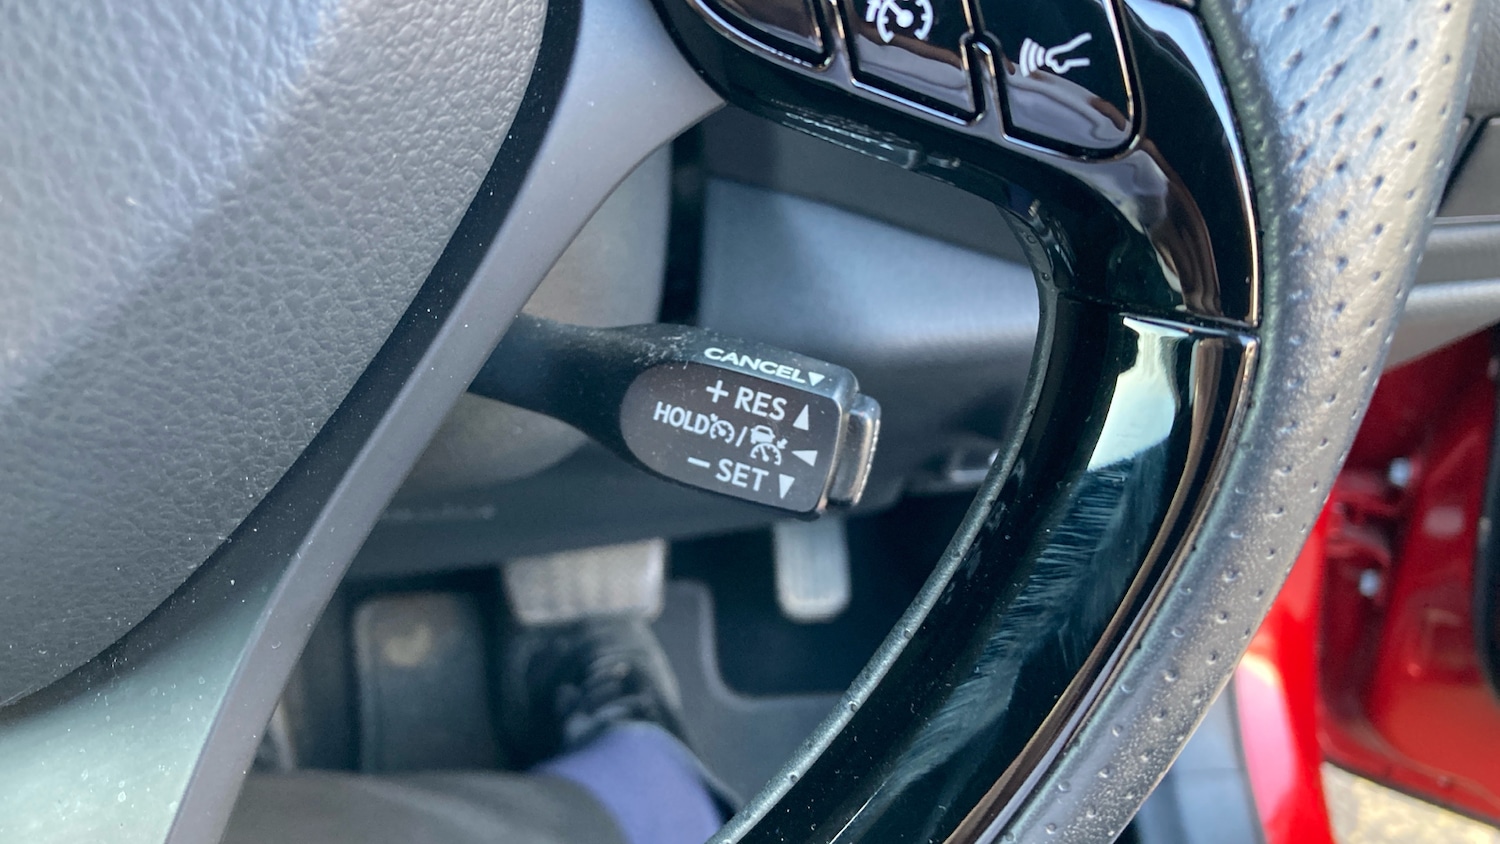 CANCEL▼
+ RES ▲
HOLD / ◀
− SET ▼